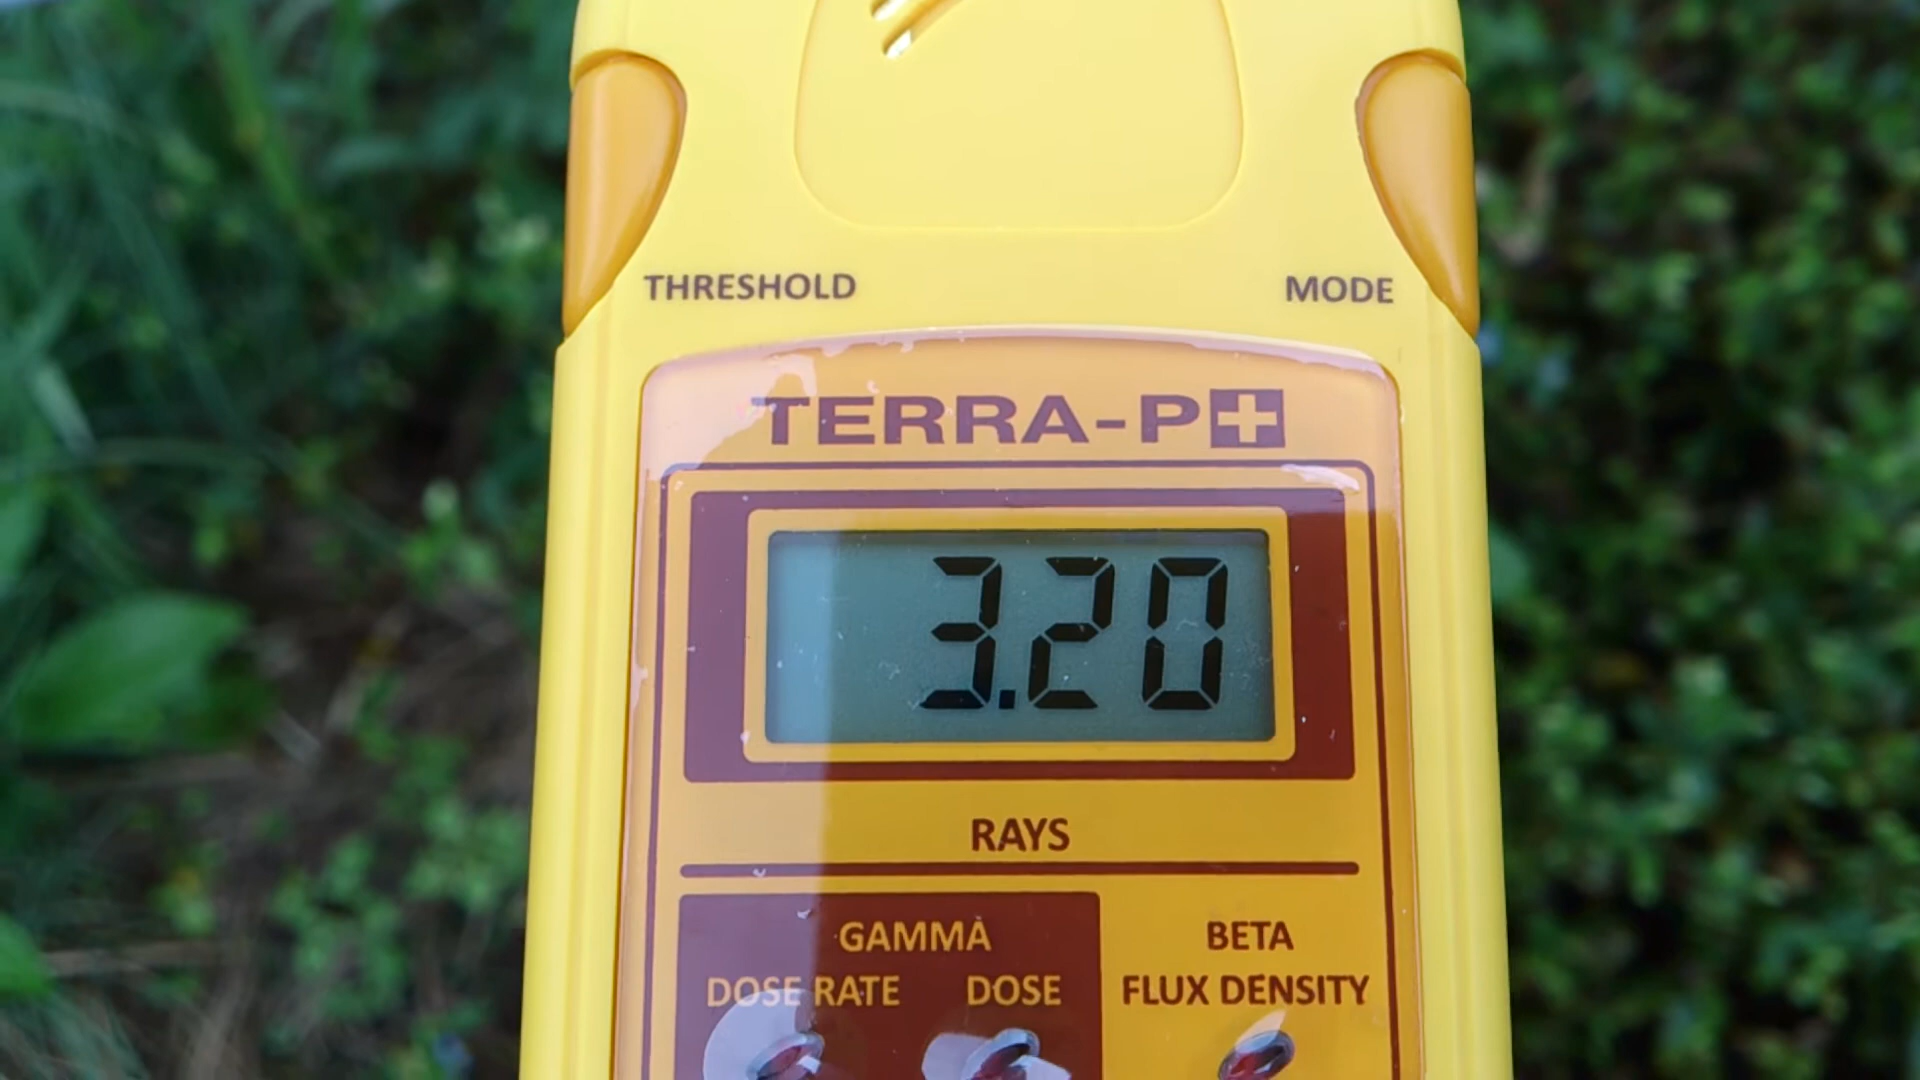 THRESHOLD MODE
TERRA-P+
3.20
RAYS
GAMMA
DOSE RATE DOSE
BETA
FLUX DENSITY